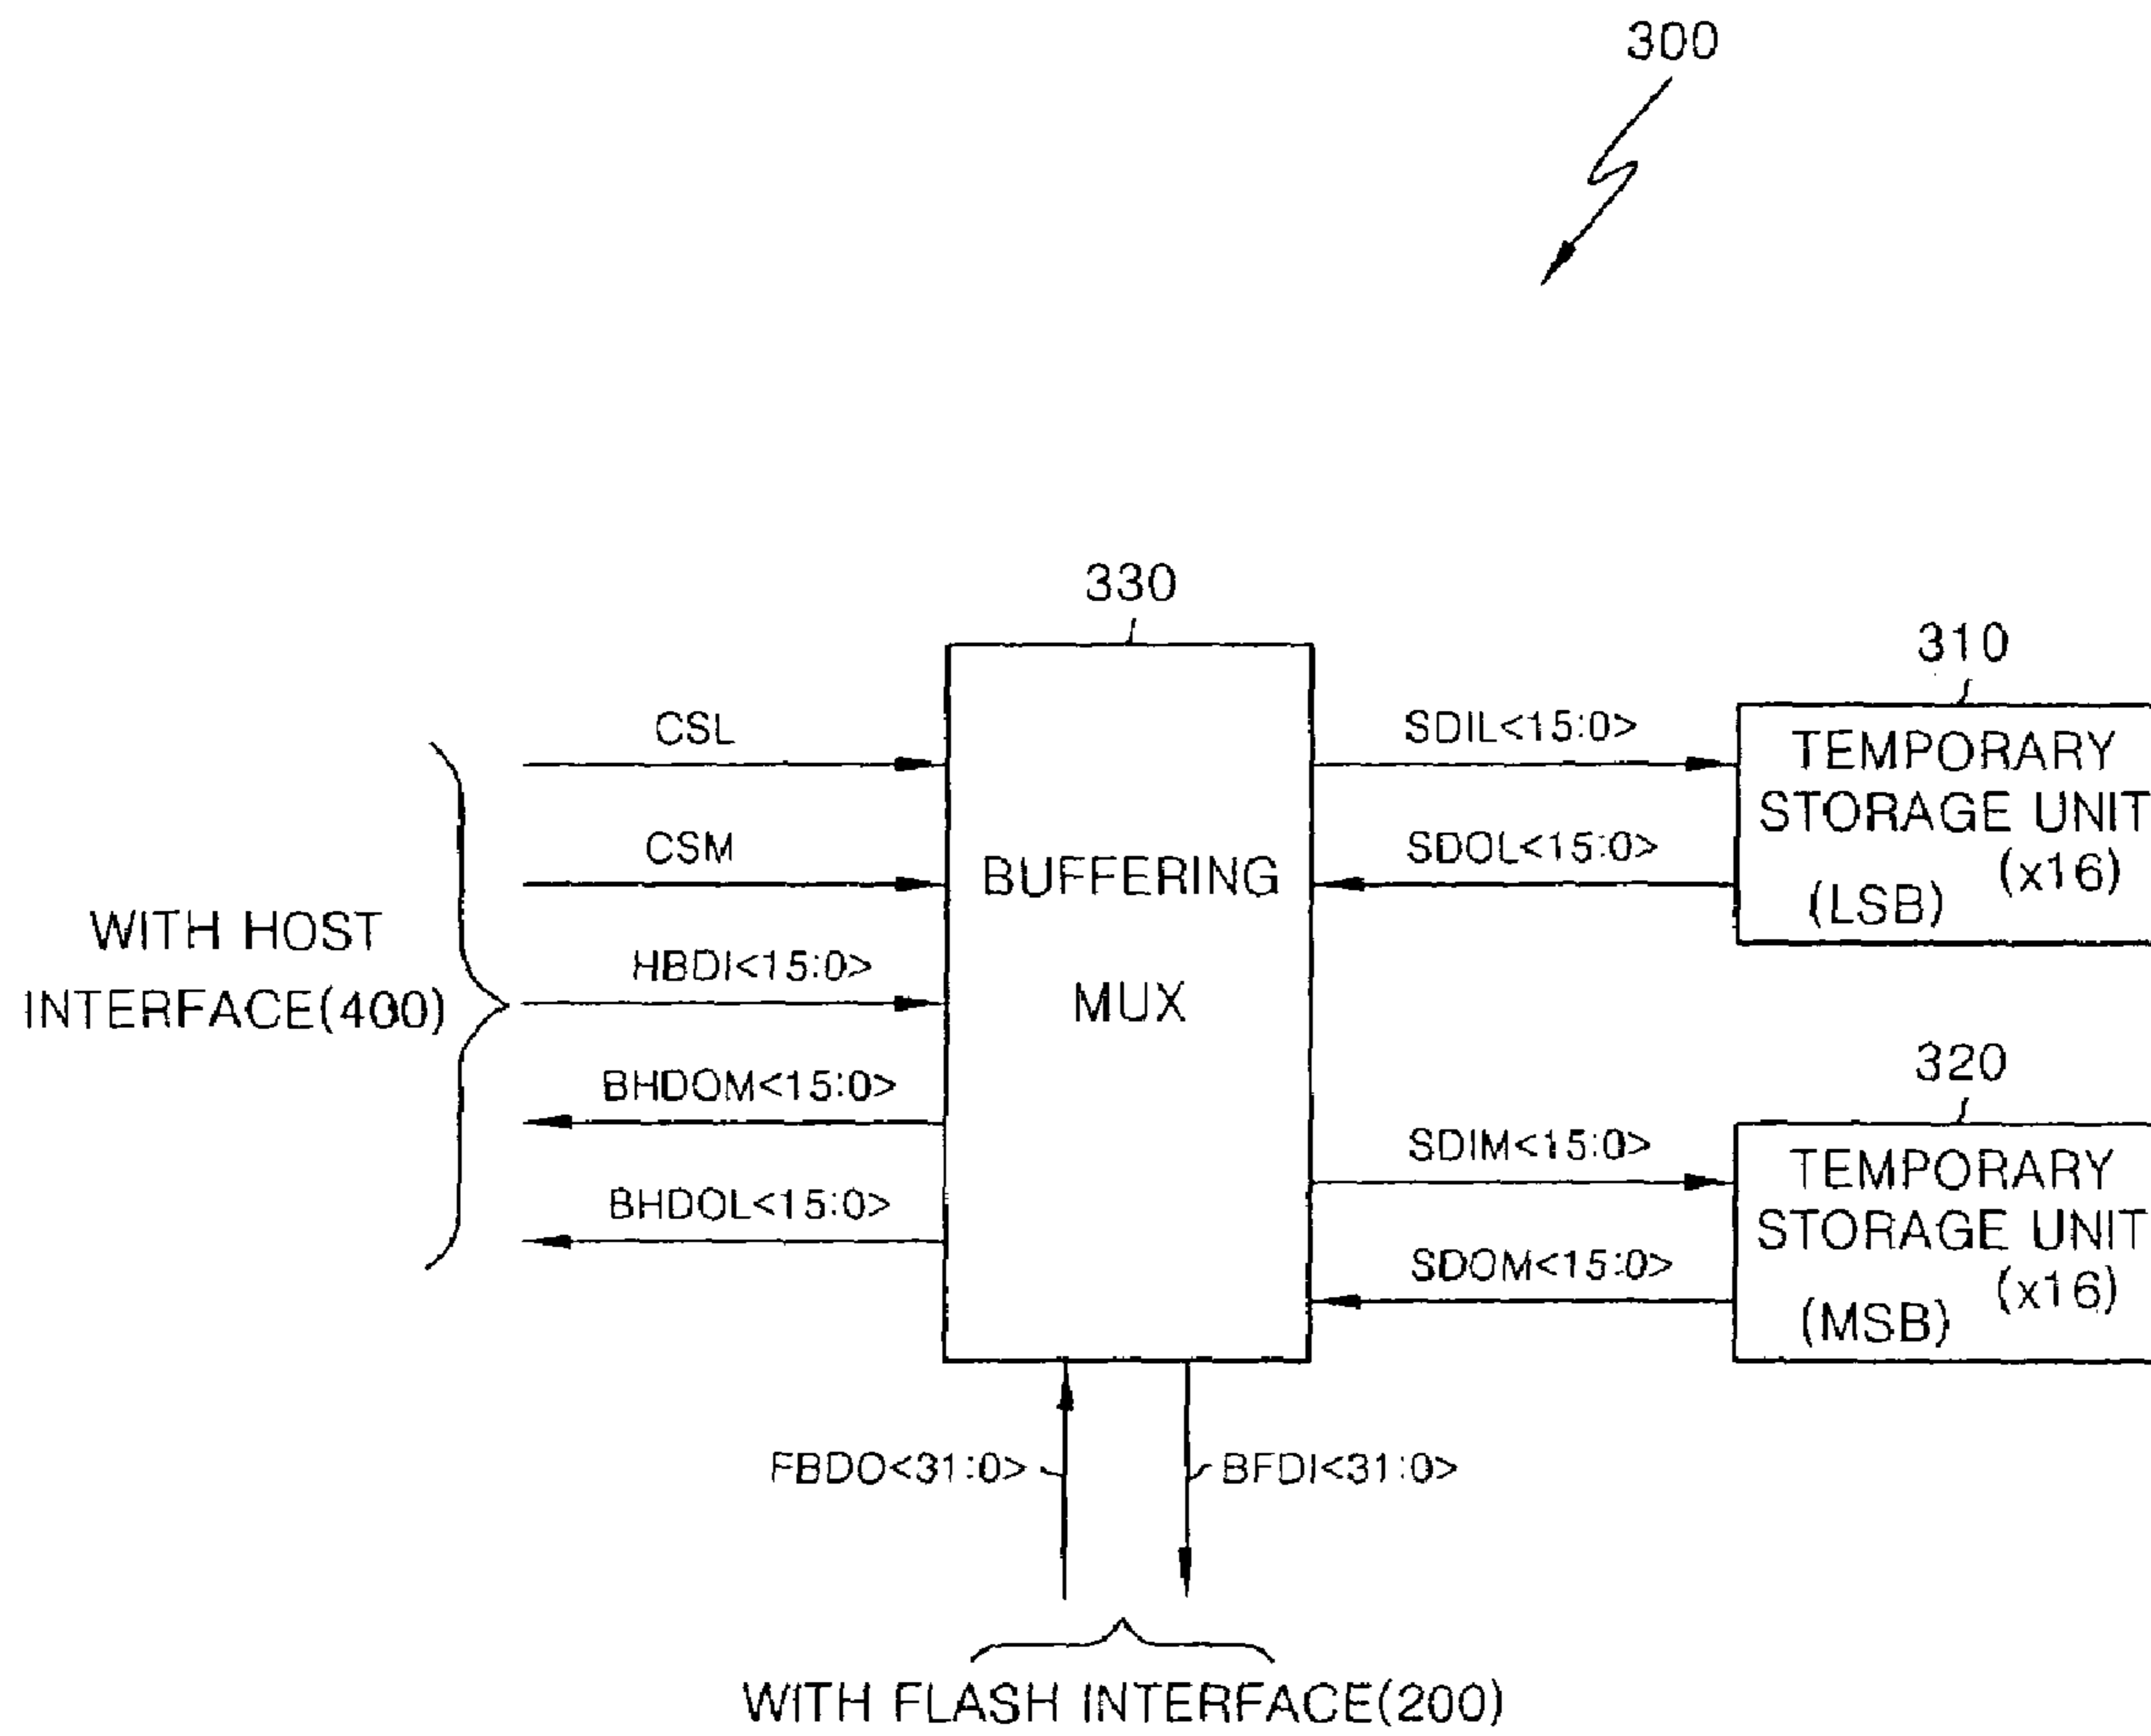 300
330
310
CSL
SDIL<15:0>
TEMPORARY
STORAGE UNIT
(x16)
(LSB)
CSM
SDOL<15:0>
BUFFERING
MUX
WITH HOST
INTERFACE(400)
HBDI<15:0>
320
BHDOM<15:0>
SDIM<15:0>
TEMPORARY
STORAGE UNIT
(x16)
(MSB)
BHDOL<15:0>
SDOM<15:0>
FBDO<31:0>
BFDI<31:0>
WITH FLASH INTERFACE(200)